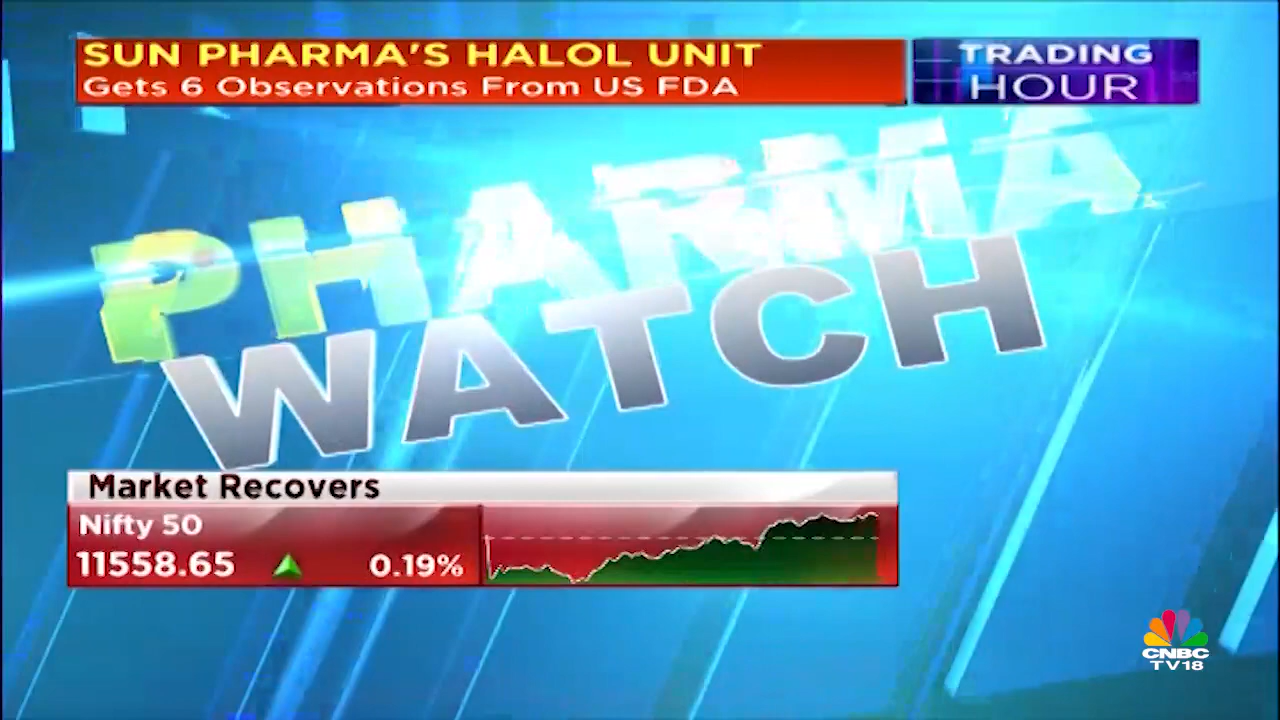 SUN PHARMA'S HALOL UNIT
Gets 6 Observations From US FDA
TRADING
HOUR
PHARMA
WATCH
Market Recovers
Nifty 50
11558.65
0.19%
CNBC
TV18